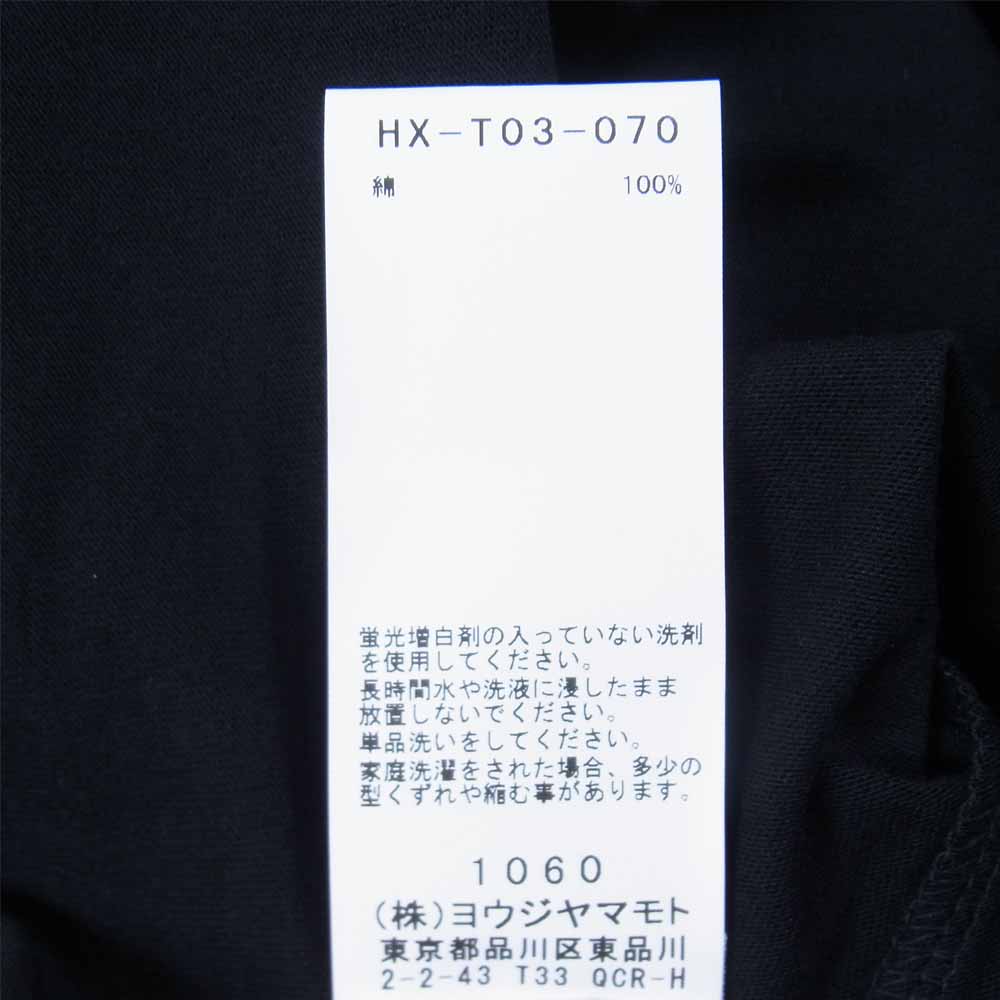 HX-T03-070
綿 100%
蛍光増白剤の入っていない洗剤
を使用してください。
長時間水や洗液に浸したまま
放置しないでください。
単品洗いをしてください。
家庭洗濯をされた場合、多少の
型くずれや縮む事があります。
1060
(株)ヨウジヤマモト
東京都品川区東品川
2-2-43 T33 QCR-H